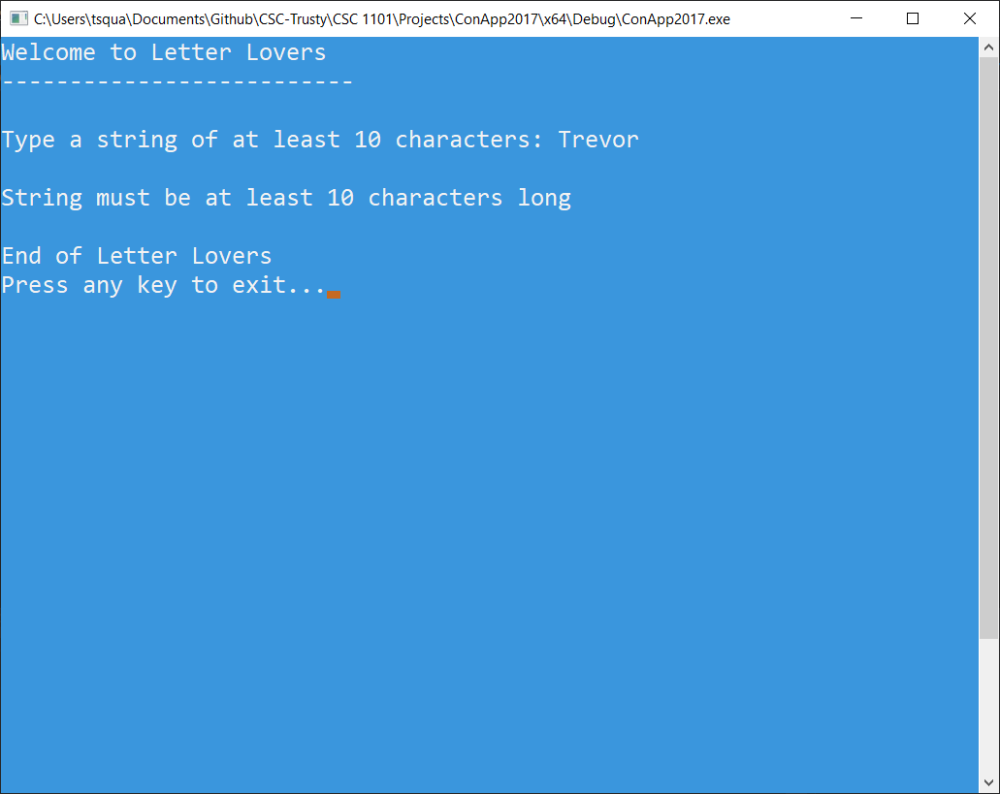 C:\Users\tsqua\Documents\Github\CSC-Trusty\CSC 1101\Projects\ConApp2017\x64\Debug\ConApp2017.exe
Welcome to Letter Lovers
--------------------------
Type a string of at least 10 characters: Trevor
String must be at least 10 characters long
End of Letter Lovers
Press any key to exit...